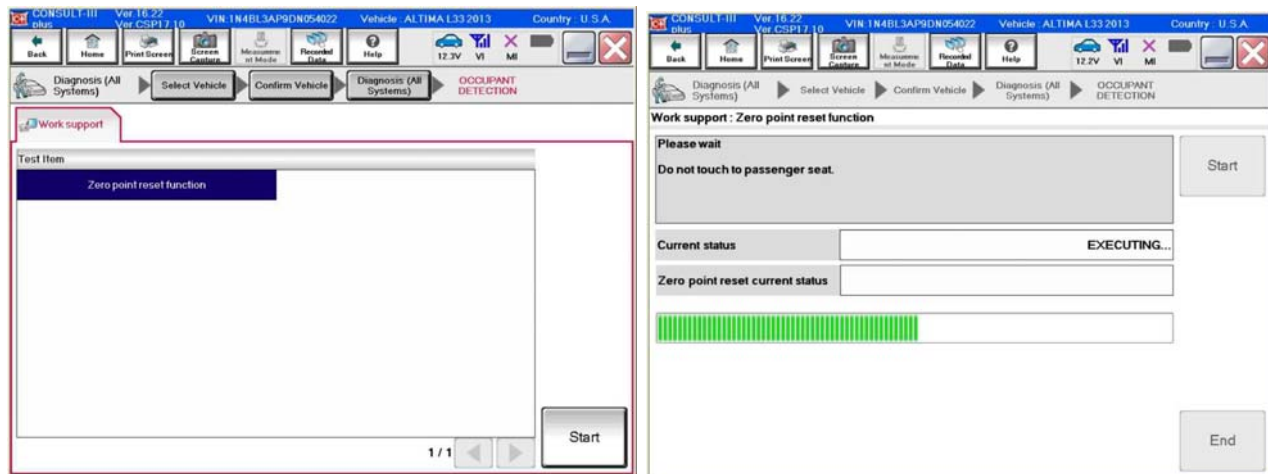 CONSULT-III plus Ver.16.22 Ver.CSP17.10 VIN:1N4BL3AP9DN054022 Vehicle : ALTIMA L33 2013 Country : U.S.A.
Back Home Print Screen Screen Capture Measurement Mode Recorded Data Help 12.3V VI MI
Diagnosis (All Systems) Select Vehicle Confirm Vehicle Diagnosis (All Systems) OCCUPANT DETECTION
Work support
Test Item
Zero point reset function
1/1
Start
CONSULT-III plus Ver.16.22 Ver.CSP17.10 VIN:1N4BL3AP9DN054022 Vehicle : ALTIMA L33 2013 Country : U.S.A.
Back Home Print Screen Screen Capture Measurement Mode Recorded Data Help 12.2V VI MI
Diagnosis (All Systems) Select Vehicle Confirm Vehicle Diagnosis (All Systems) OCCUPANT DETECTION
Work support : Zero point reset function
Please wait
Do not touch to passenger seat.
Start
Current status EXECUTING...
Zero point reset current status
End